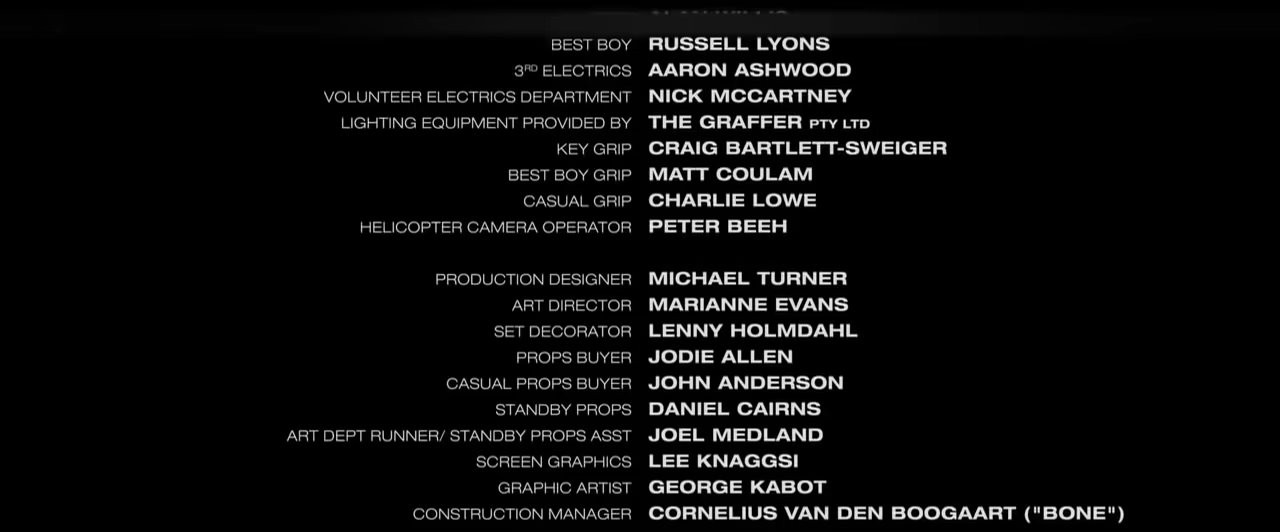 BEST BOY RUSSELL LYONS
3RD ELECTRICS AARON ASHWOOD
VOLUNTEER ELECTRICS DEPARTMENT NICK MCCARTNEY
LIGHTING EQUIPMENT PROVIDED BY THE GRAFFER PTY LTD
KEY GRIP CRAIG BARTLETT-SWEIGER
BEST BOY GRIP MATT COULAM
CASUAL GRIP CHARLIE LOWE
HELICOPTER CAMERA OPERATOR PETER BEEH
PRODUCTION DESIGNER MICHAEL TURNER
ART DIRECTOR MARIANNE EVANS
SET DECORATOR LENNY HOLMDAHL
PROPS BUYER JODIE ALLEN
CASUAL PROPS BUYER JOHN ANDERSON
STANDBY PROPS DANIEL CAIRNS
ART DEPT RUNNER/ STANDBY PROPS ASST JOEL MEDLAND
SCREEN GRAPHICS LEE KNAGGSI
GRAPHIC ARTIST GEORGE KABOT
CONSTRUCTION MANAGER CORNELIUS VAN DEN BOOGAART ("BONE")